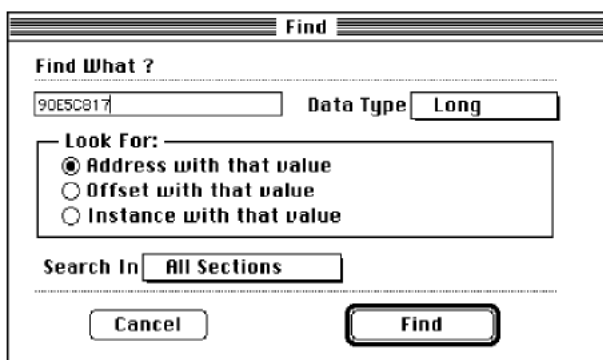 Find
Find What ?
90E5C817 Data Type Long
Look For:
Address with that value
Offset with that value
Instance with that value
Search In All Sections
Cancel Find